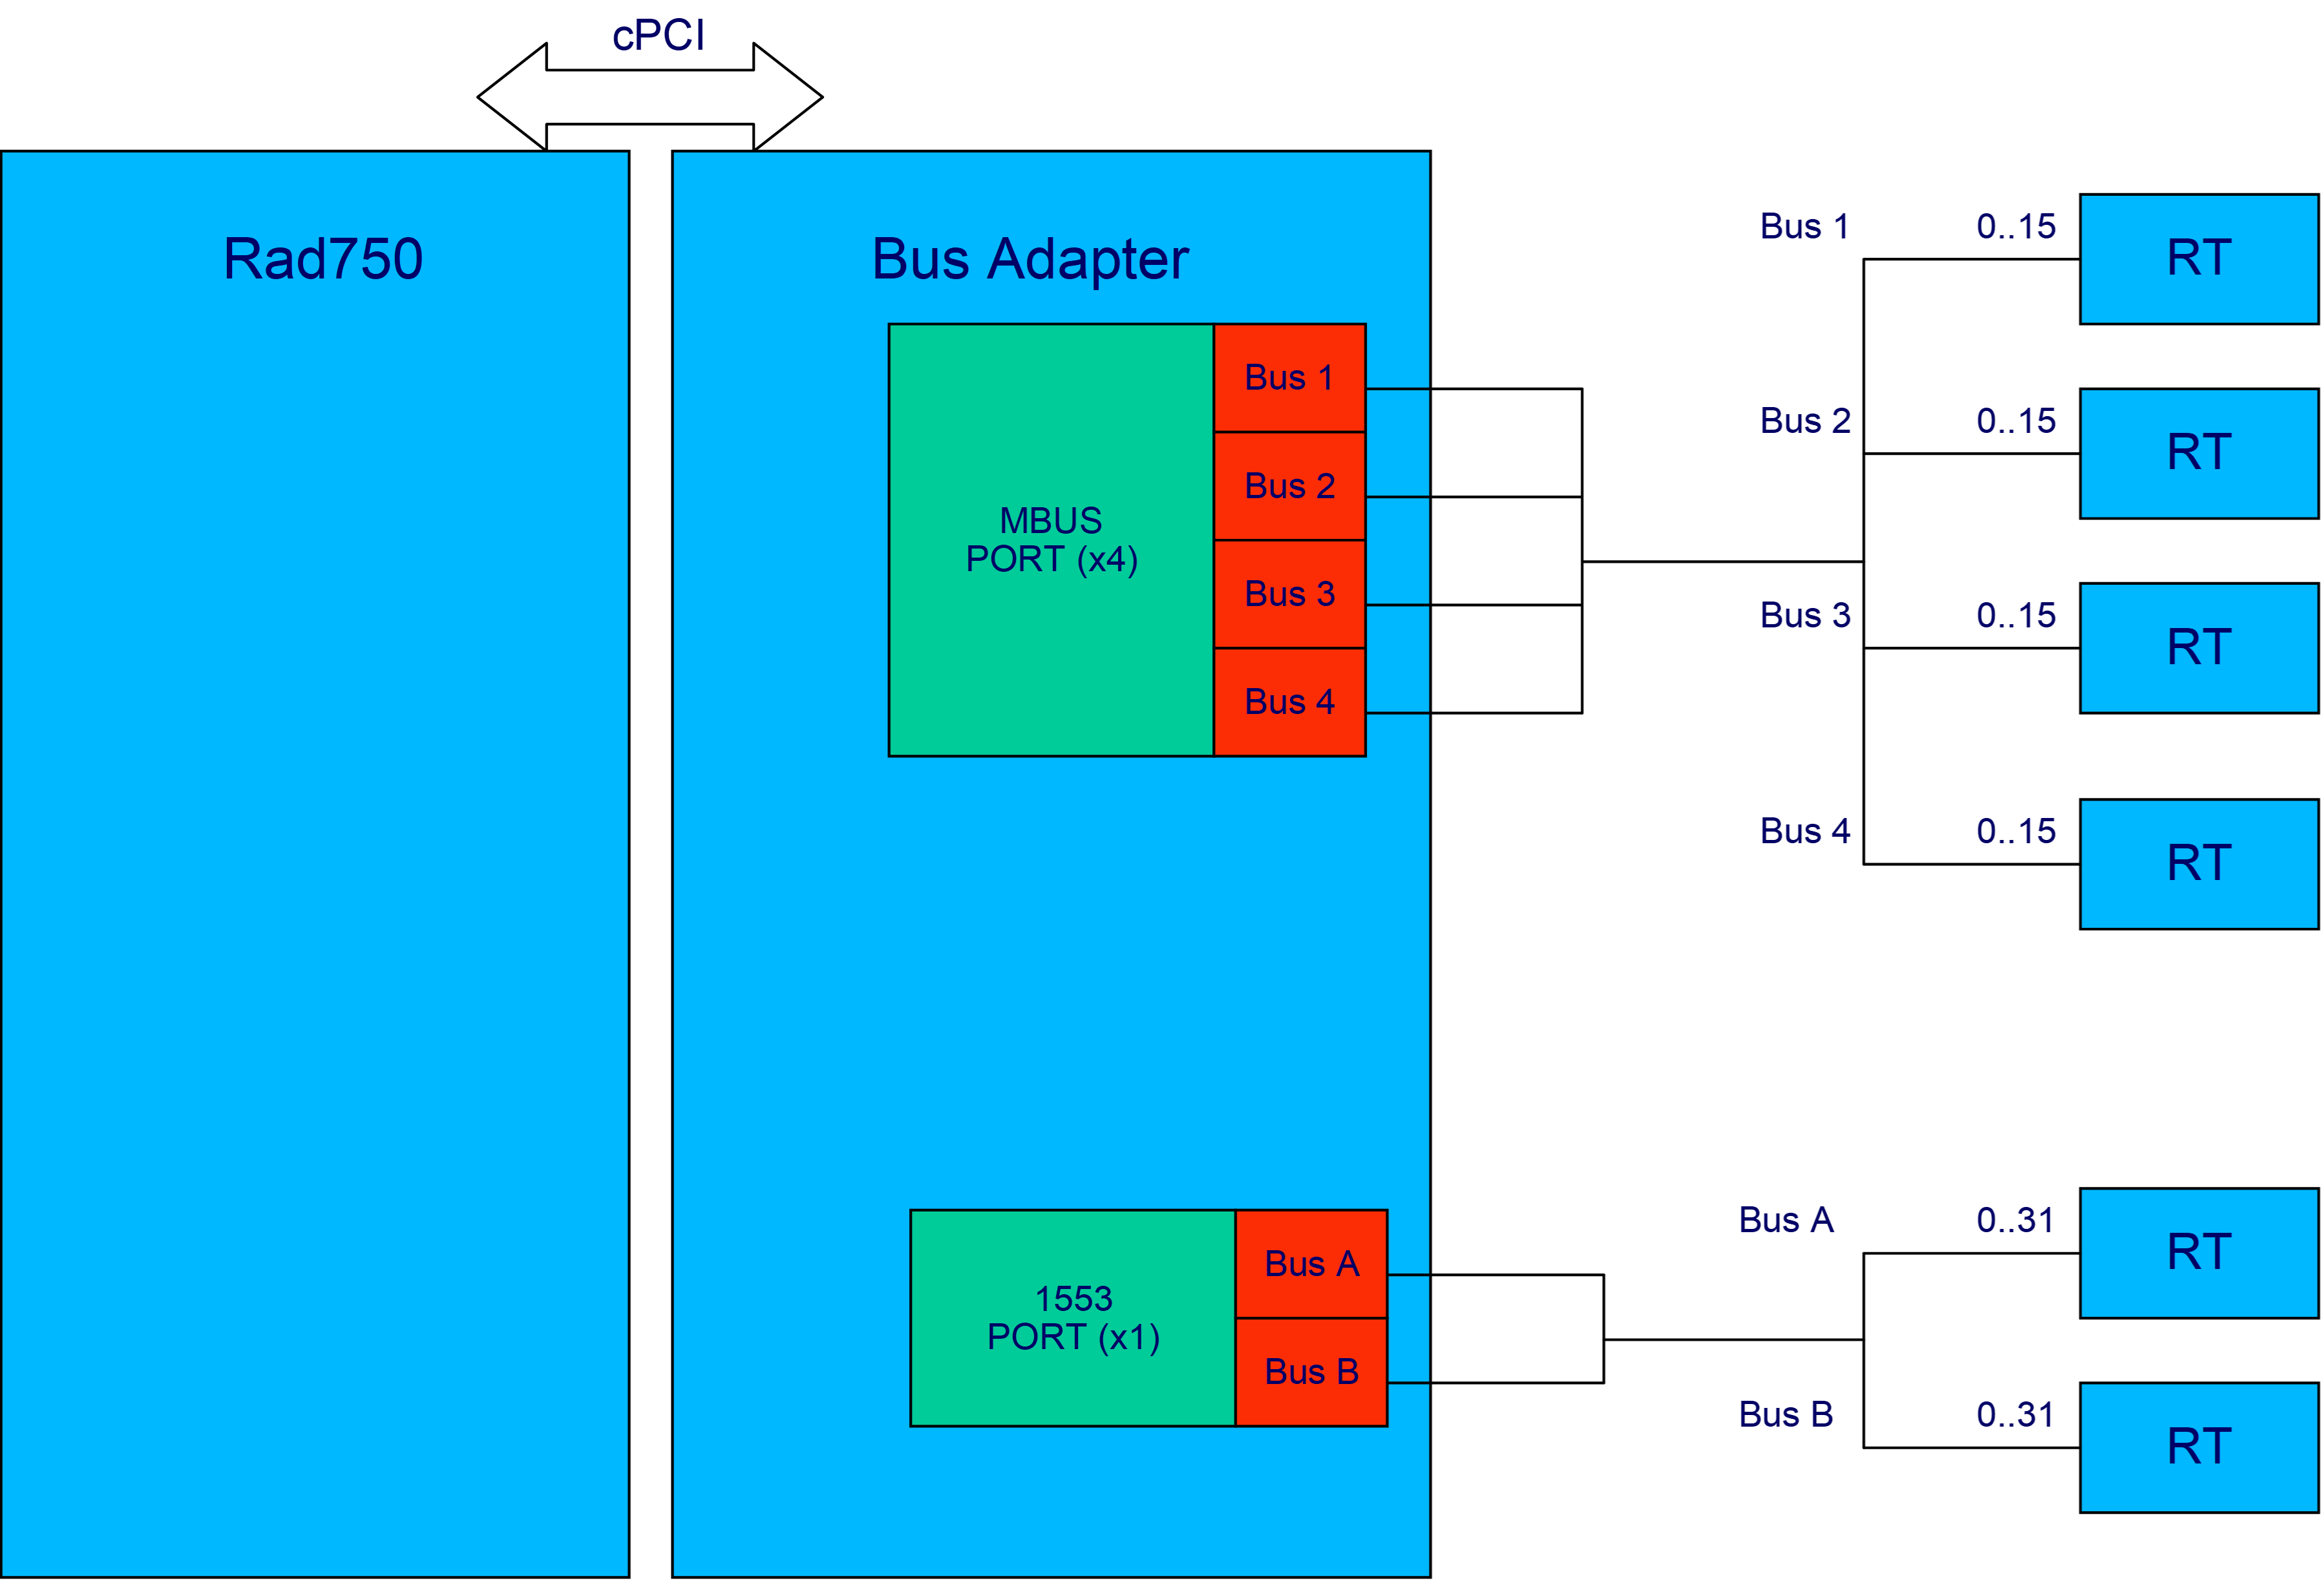 cPCI
Rad750
Bus Adapter
MBUS
PORT (x4)
Bus 1
Bus 2
Bus 3
Bus 4
Bus 1
0..15
RT
Bus 2
0..15
RT
Bus 3
0..15
RT
Bus 4
0..15
RT
1553
PORT (x1)
Bus A
Bus B
Bus A
0..31
RT
Bus B
0..31
RT